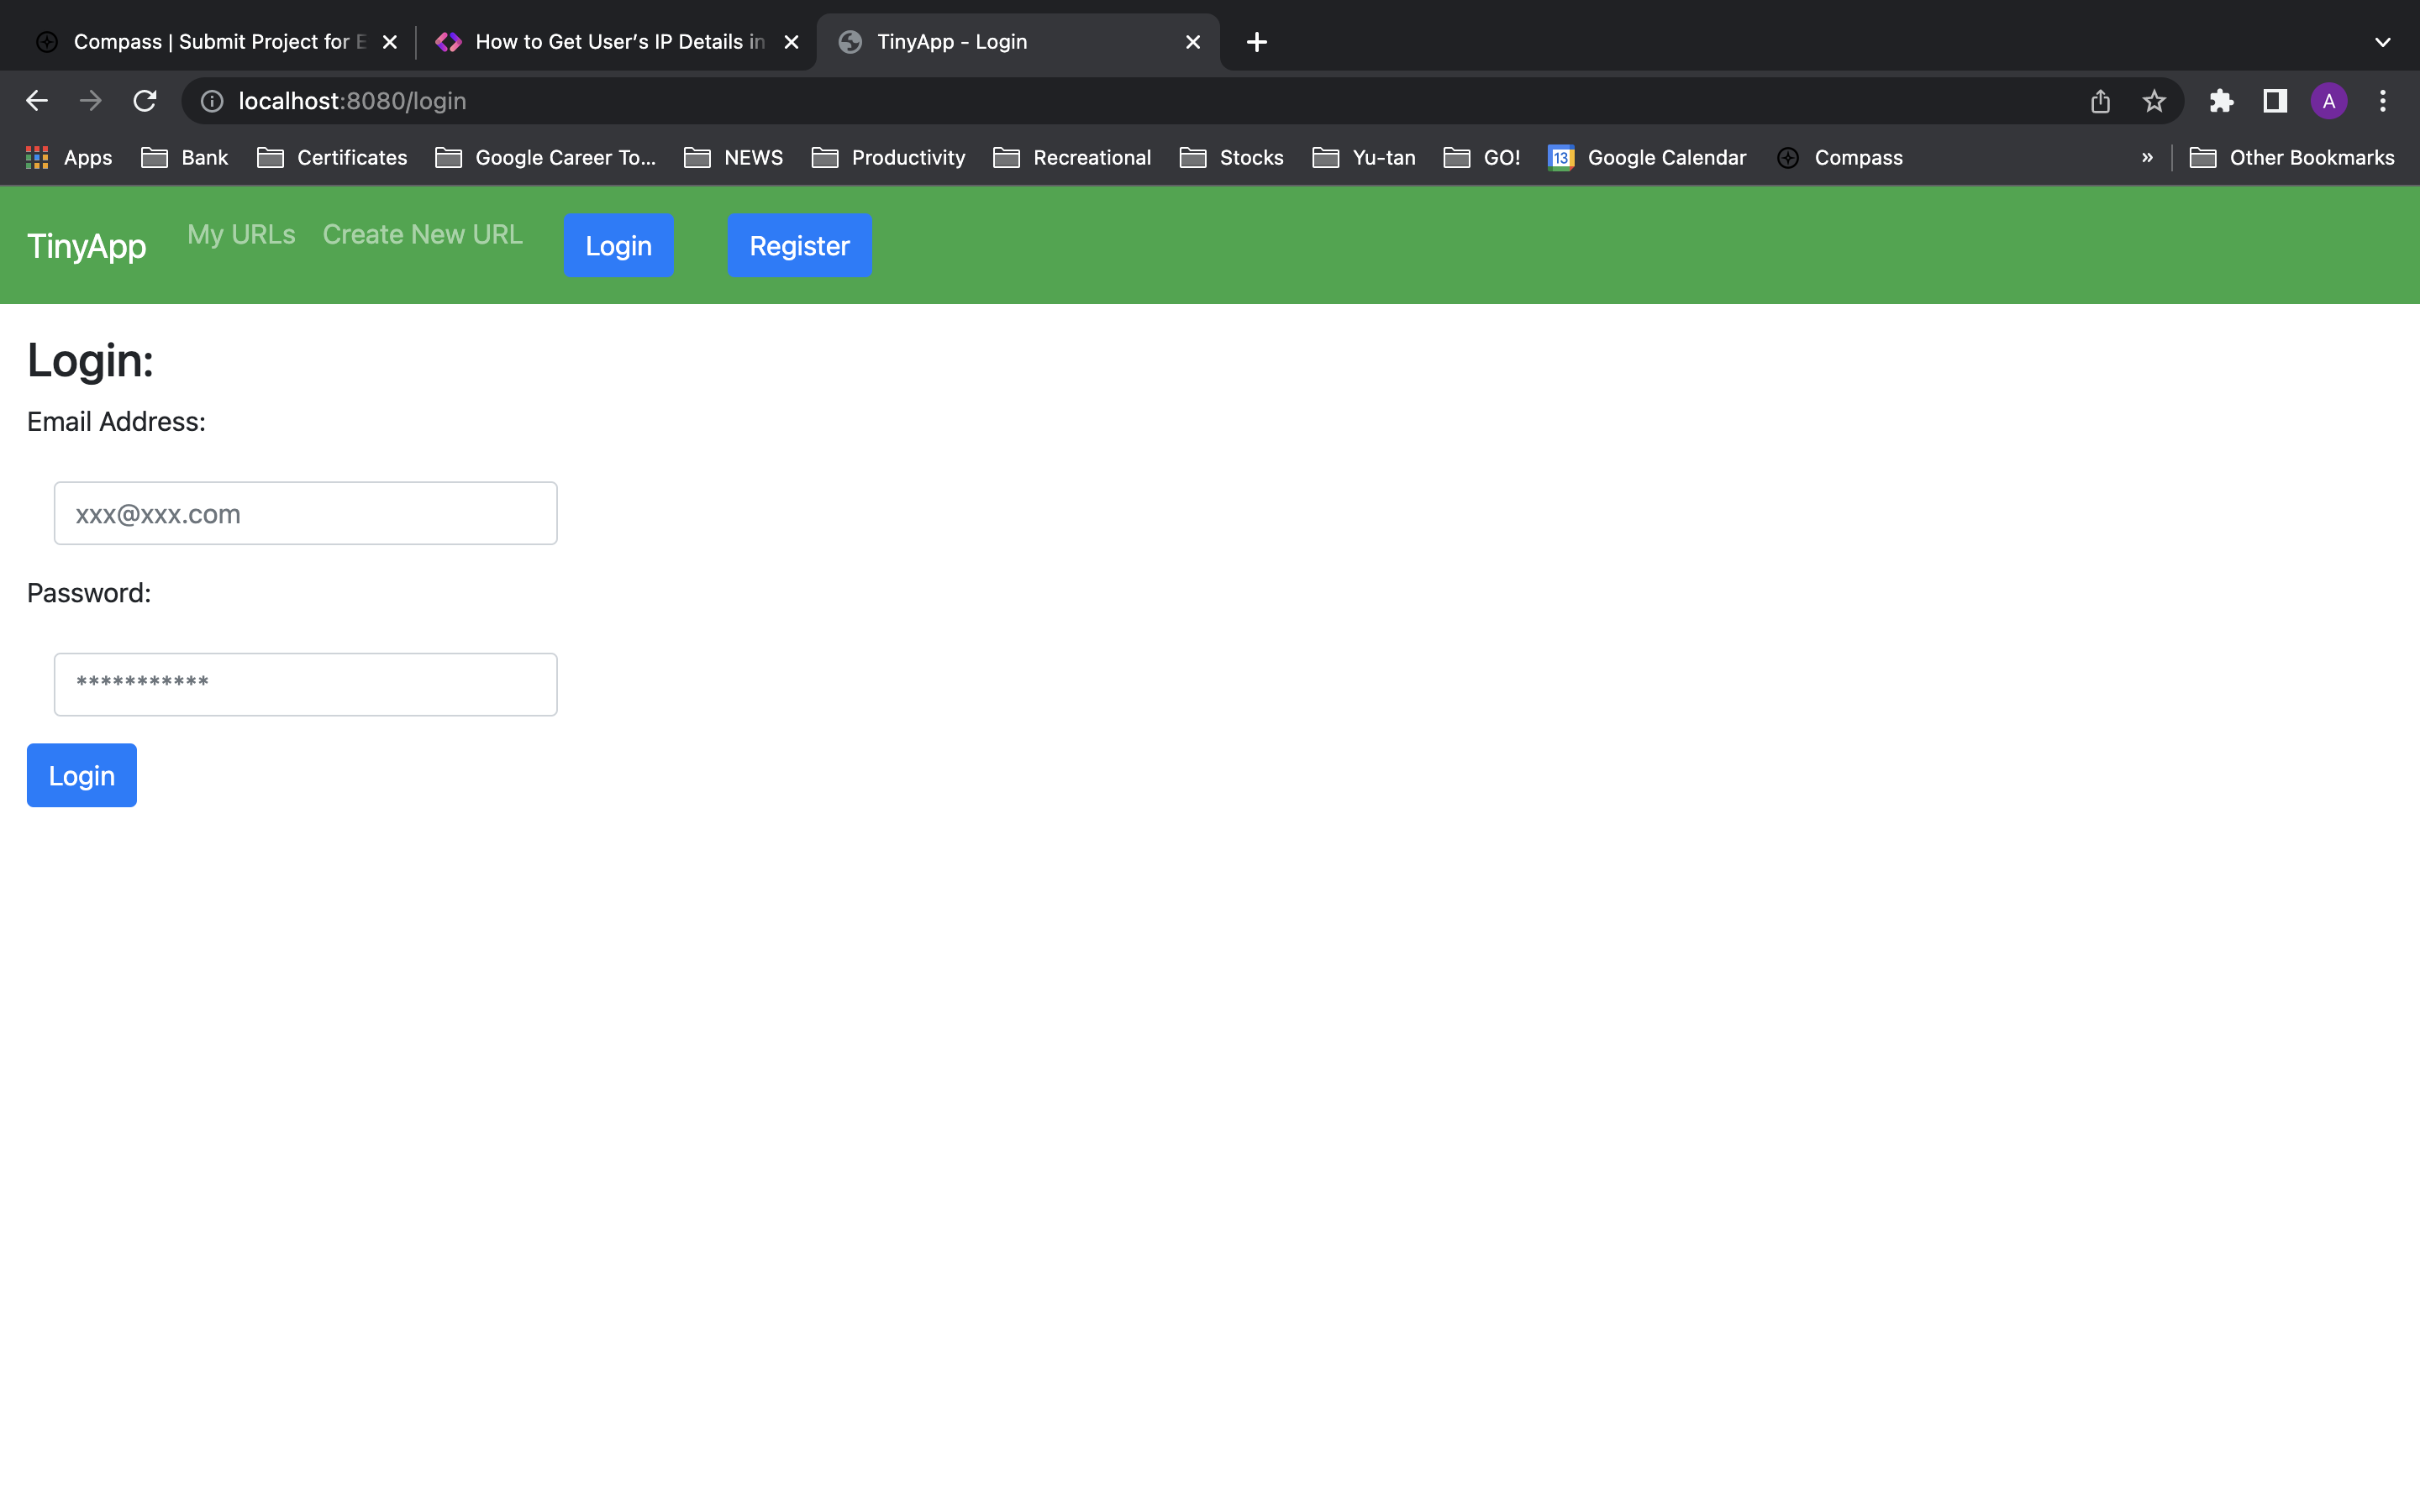 Compass | Submit Project for E
How to Get User’s IP Details in
TinyApp - Login
localhost:8080/login
A
Apps
Bank
Certificates
Google Career To...
NEWS
Productivity
Recreational
Stocks
Yu-tan
GO!
13
Google Calendar
Compass
»
Other Bookmarks
TinyApp
My URLs
Create New URL
Login
Register
Login:
Email Address:
xxx@xxx.com
Password:
***********
Login